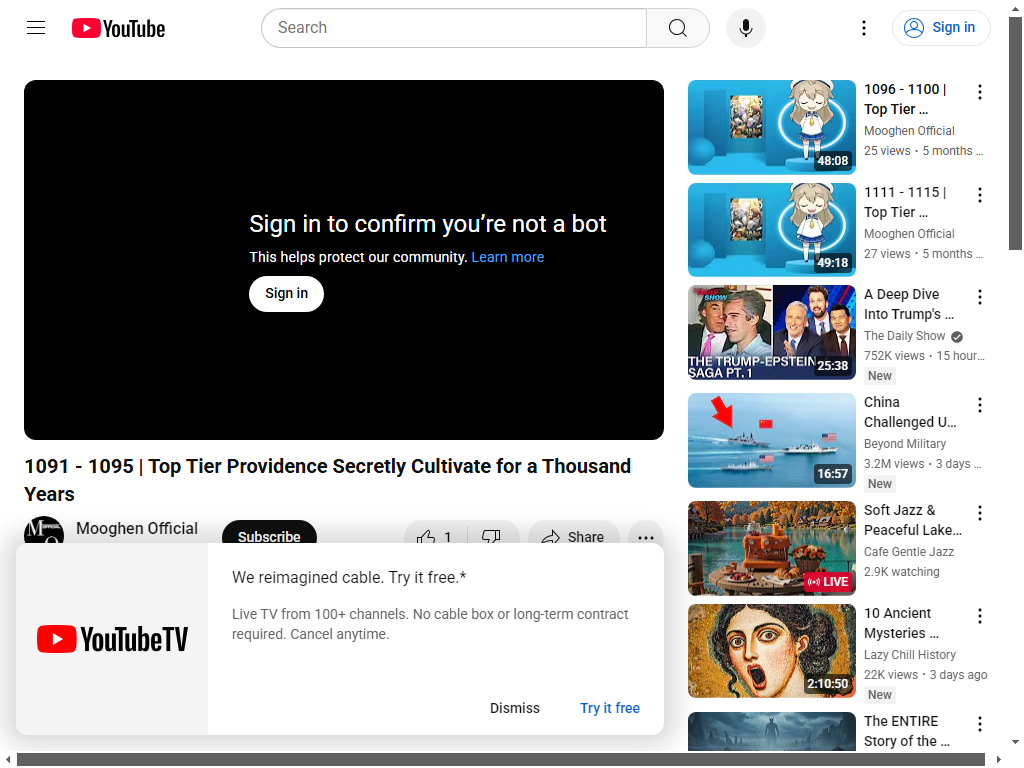 YouTube
Search
Sign in
Sign in to confirm you’re not a bot
This helps protect our community. Learn more
Sign in
1091 - 1095 | Top Tier Providence Secretly Cultivate for a Thousand
Years
Mooghen Official
Subscribe
1
Share
YouTubeTV
We reimagined cable. Try it free.*
Live TV from 100+ channels. No cable box or long-term contract
required. Cancel anytime.
Dismiss
Try it free
48:08
1096 - 1100 |
Top Tier …
Mooghen Official
25 views • 5 months …
49:18
1111 - 1115 |
Top Tier …
Mooghen Official
27 views • 5 months …
SHOW
THE TRUMP-EPSTEIN
SAGA PT. 1
25:38
A Deep Dive
Into Trump's …
The Daily Show
752K views • 15 hour…
New
16:57
China
Challenged U…
Beyond Military
3.2M views • 3 days …
New
LIVE
Soft Jazz &
Peaceful Lake…
Cafe Gentle Jazz
2.9K watching
2:10:50
10 Ancient
Mysteries …
Lazy Chill History
22K views • 3 days ago
New
The ENTIRE
Story of the …